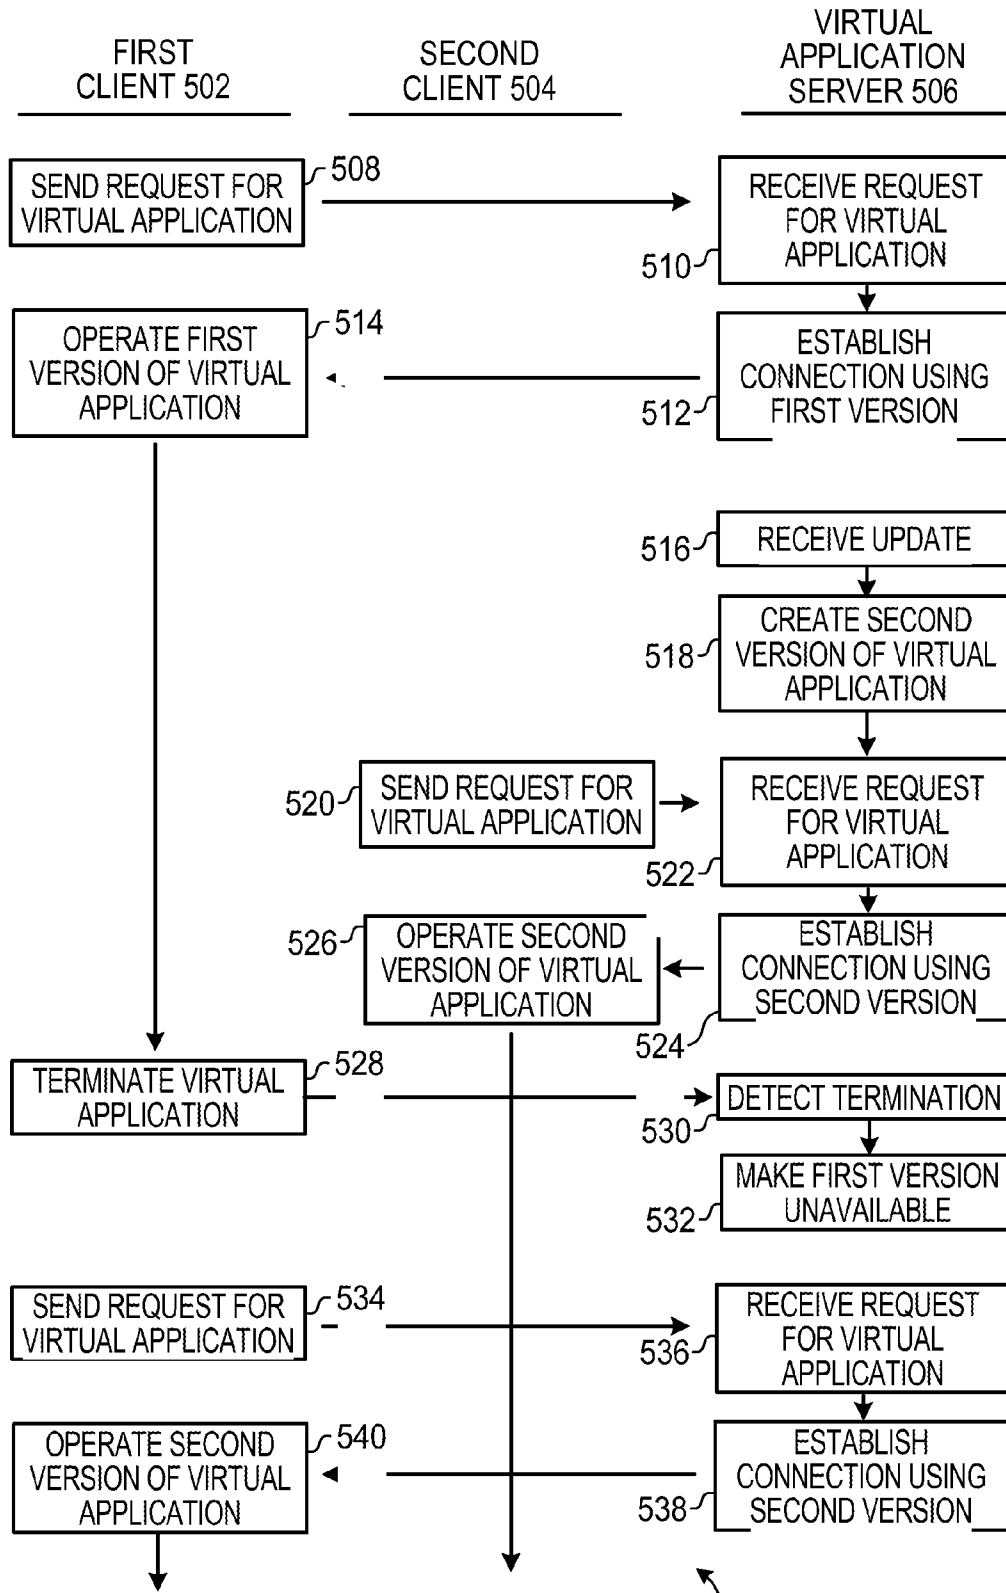 FIRST
CLIENT 502
SECOND
CLIENT 504
VIRTUAL
APPLICATION
SERVER 506
SEND REQUEST FOR
VIRTUAL APPLICATION
508
RECEIVE REQUEST
FOR VIRTUAL
APPLICATION
510
OPERATE FIRST
VERSION OF VIRTUAL
APPLICATION
514
ESTABLISH
CONNECTION USING
FIRST VERSION
512
RECEIVE UPDATE
516
CREATE SECOND
VERSION OF VIRTUAL
APPLICATION
518
SEND REQUEST FOR
VIRTUAL APPLICATION
520
RECEIVE REQUEST
FOR VIRTUAL
APPLICATION
522
OPERATE SECOND
VERSION OF VIRTUAL
APPLICATION
526
ESTABLISH
CONNECTION USING
SECOND VERSION
524
TERMINATE VIRTUAL
APPLICATION
528
DETECT TERMINATION
530
MAKE FIRST VERSION
UNAVAILABLE
532
SEND REQUEST FOR
VIRTUAL APPLICATION
534
RECEIVE REQUEST
FOR VIRTUAL
APPLICATION
536
OPERATE SECOND
VERSION OF VIRTUAL
APPLICATION
540
ESTABLISH
CONNECTION USING
SECOND VERSION
538